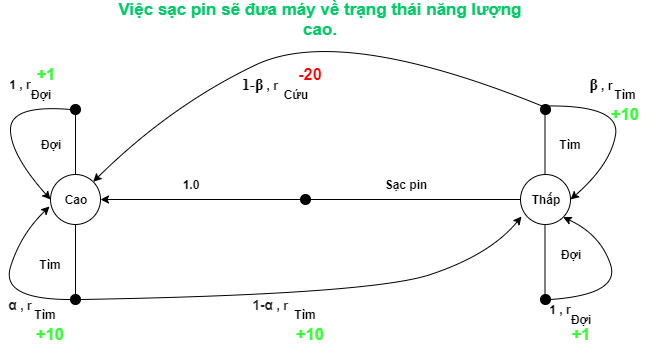 Việc sạc pin sẽ đưa máy về trạng thái năng lượng
cao.
1 , r Đợi +1
1-β , r Cứu -20
β , r Tìm +10
Đợi
Tìm
Cao
1.0
Sạc pin
Thấp
Tìm
Đợi
α , r Tìm +10
1-α , r Tìm +10
1 , r Đợi +1